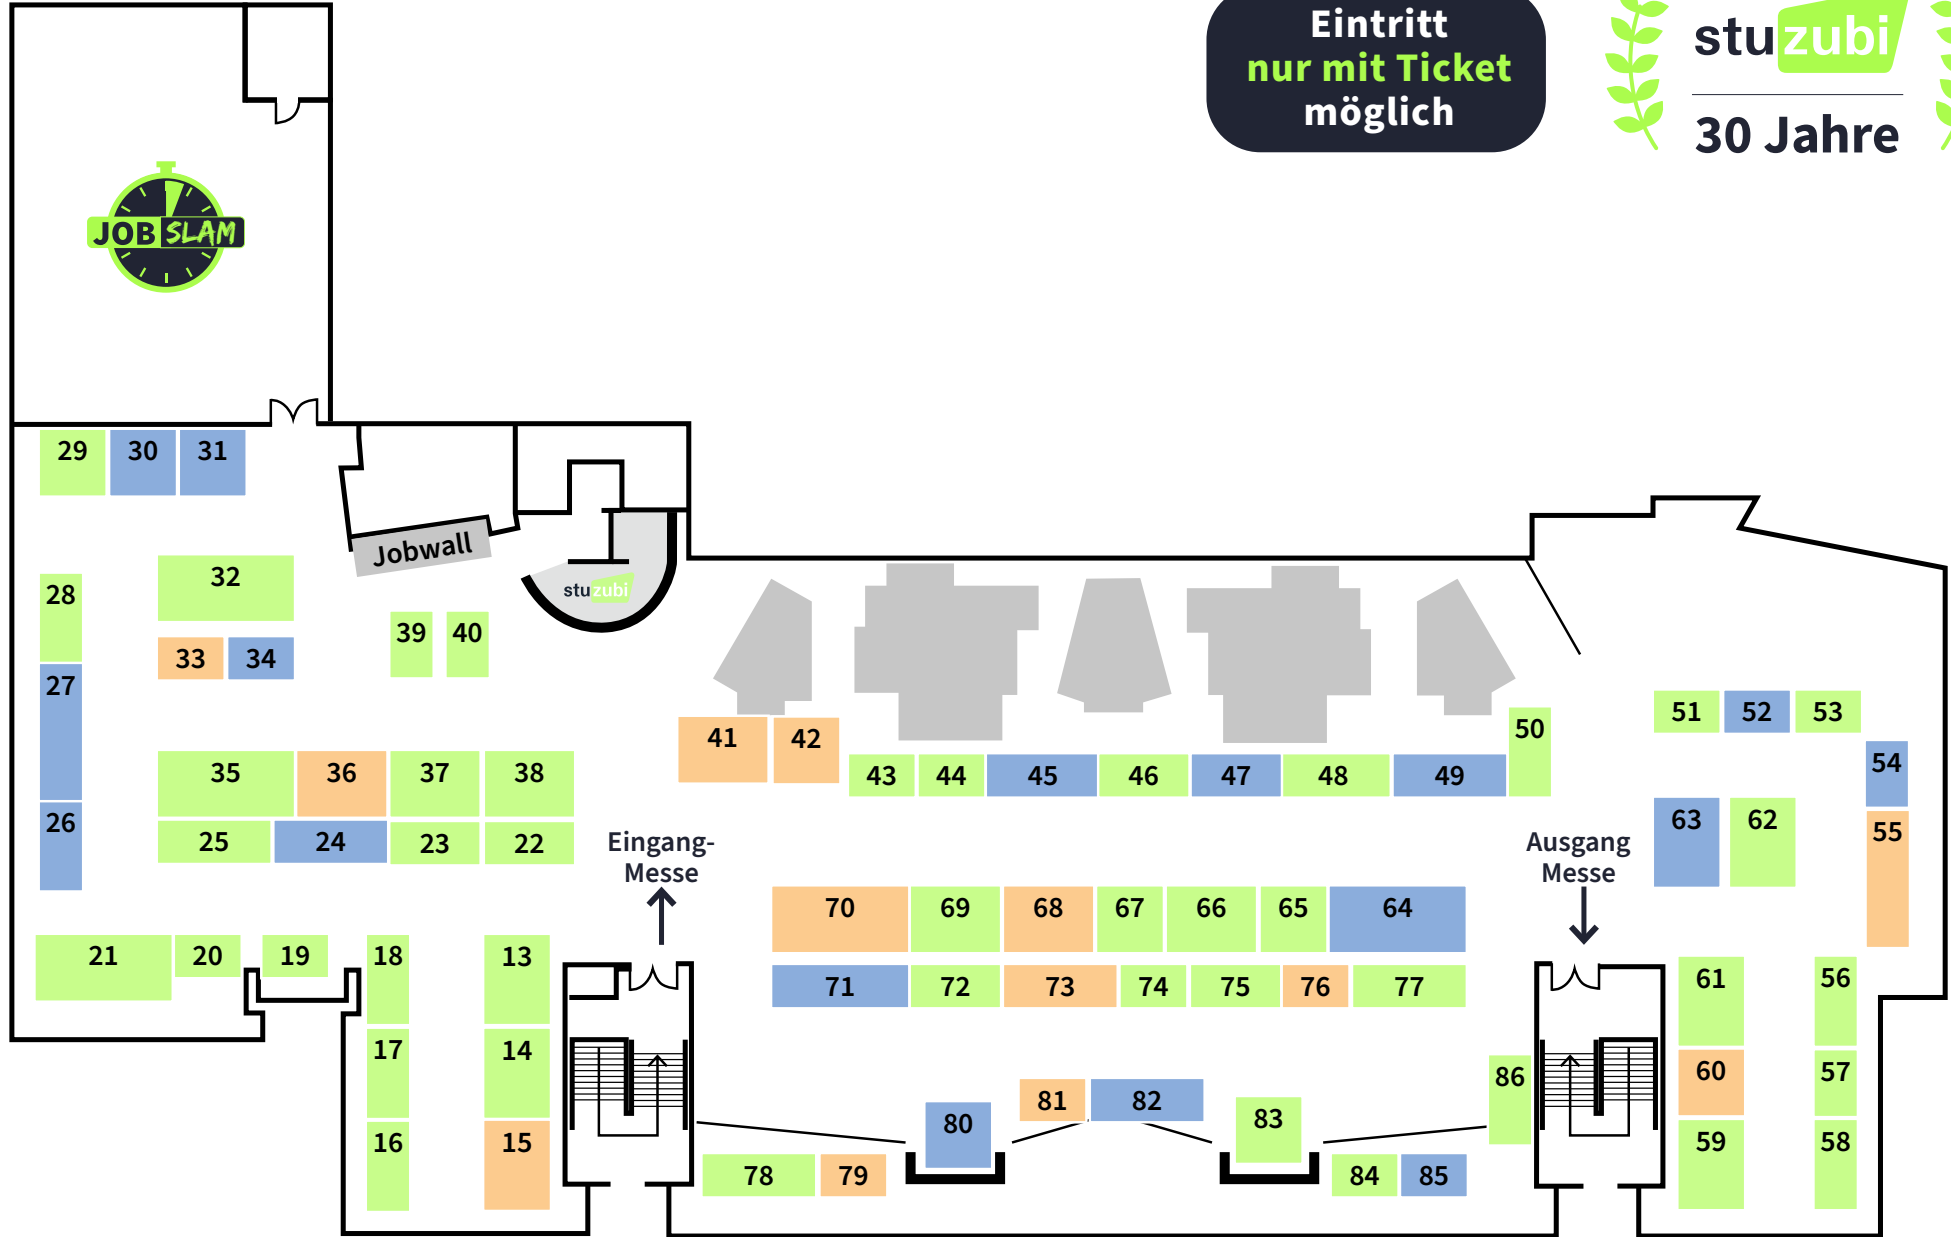 Eintritt
nur mit Ticket
möglich
stuzubi
30 Jahre
JOB SLAM
29 30 31
Jobwall
stuzubi
28
32
39 40
33 34
27
26
35 36 37 38
25 24 23 22
41 42
43 44 45 46 47 48 49
50
51 52 53
54
55
63 62
Eingang-
Messe
Ausgang
Messe
70 69 68 67 66 65 64
71 72 73 74 75 76 77
21 20 19
18 13
17 14
16 15
61 56
60 57
59 58
86
81 82
80 83
78 79
84 85